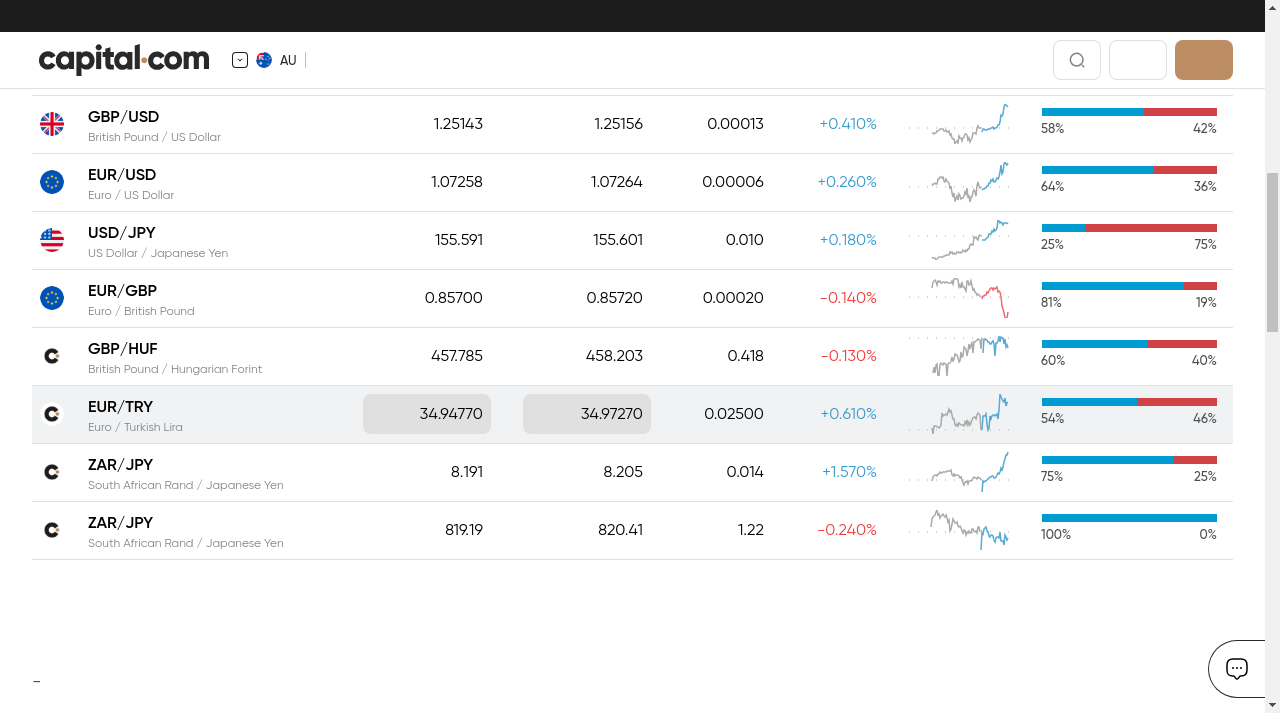 capital.com
AU
GBP/USD 1.25143 1.25156 0.00013 +0.410% 58% 42%
British Pound / US Dollar
EUR/USD 1.07258 1.07264 0.00006 +0.260% 64% 36%
Euro / US Dollar
USD/JPY 155.591 155.601 0.010 +0.180% 25% 75%
US Dollar / Japanese Yen
EUR/GBP 0.85700 0.85720 0.00020 -0.140% 81% 19%
Euro / British Pound
GBP/HUF 457.785 458.203 0.418 -0.130% 60% 40%
British Pound / Hungarian Forint
EUR/TRY 34.94770 34.97270 0.02500 +0.610% 54% 46%
Euro / Turkish Lira
ZAR/JPY 8.191 8.205 0.014 +1.570% 75% 25%
South African Rand / Japanese Yen
ZAR/JPY 819.19 820.41 1.22 -0.240% 100% 0%
South African Rand / Japanese Yen
–